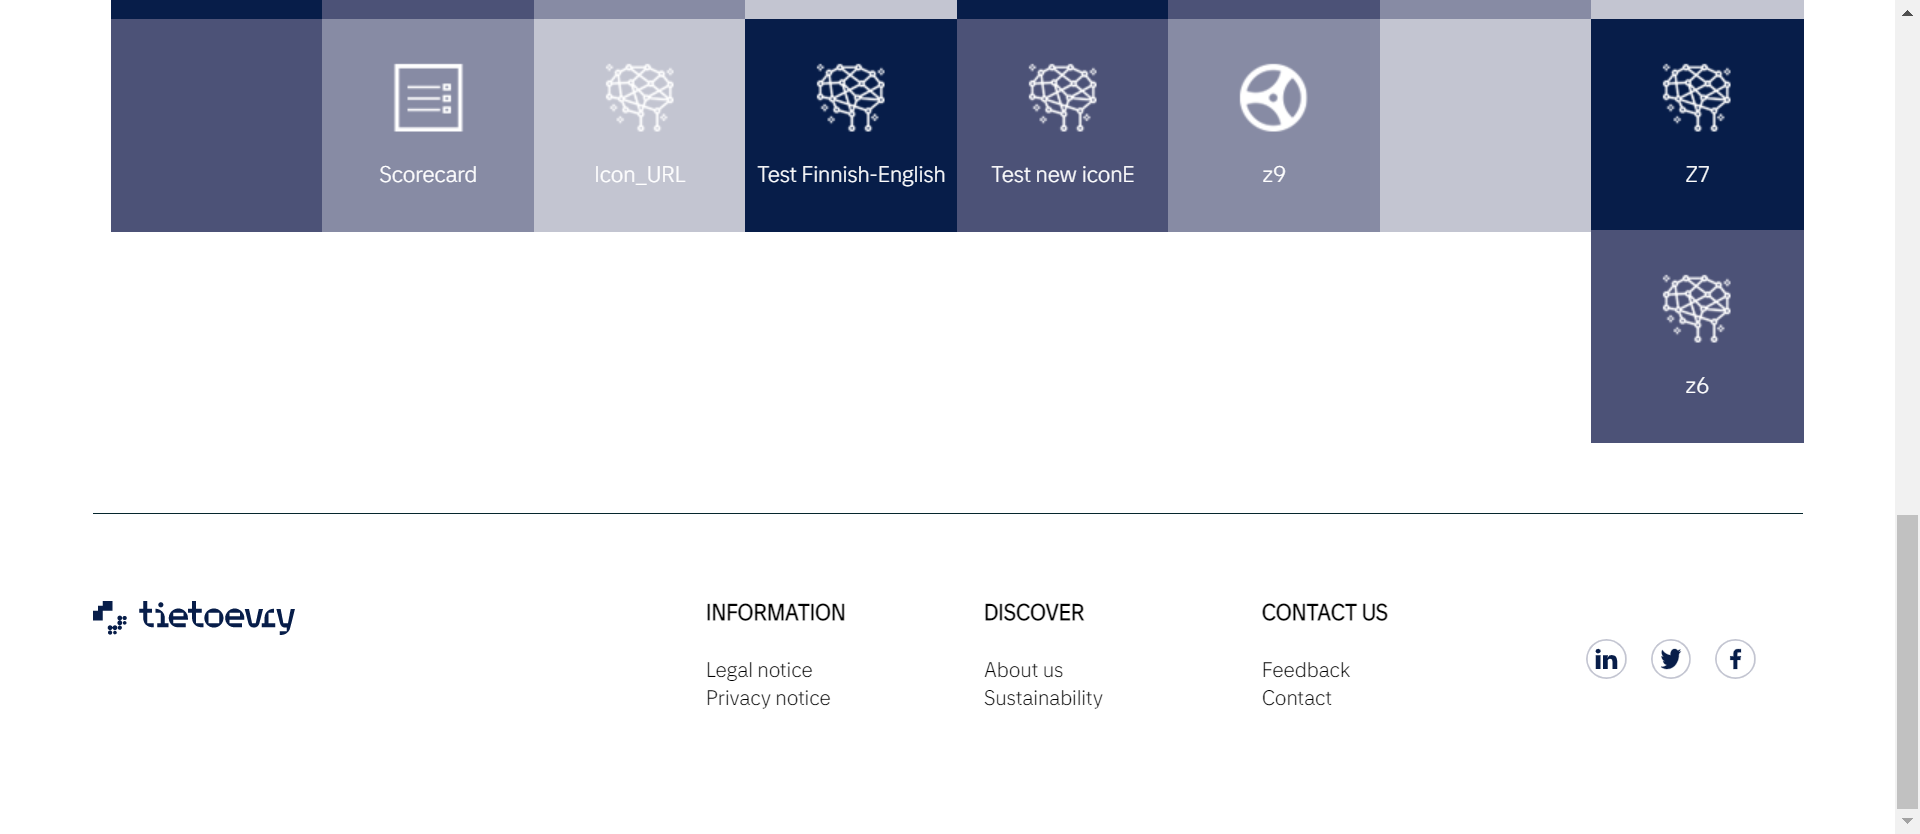 Scorecard
Icon_URL
Test Finnish-English
Test new iconE
z9
Z7
z6
tietoevry
INFORMATION
Legal notice
Privacy notice
DISCOVER
About us
Sustainability
CONTACT US
Feedback
Contact
in
f